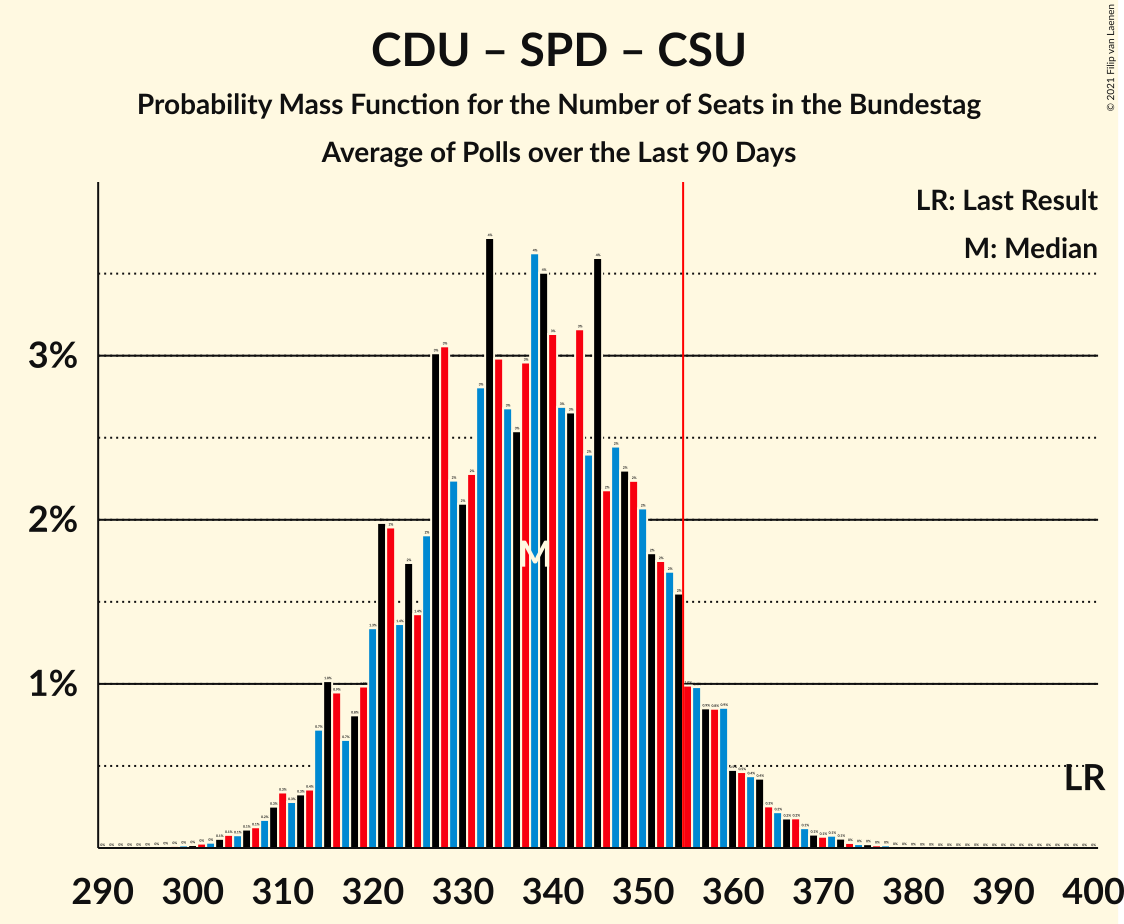 CDU – SPD – CSU
Probability Mass Function for the Number of Seats in the Bundestag
Average of Polls over the Last 90 Days
© 2021 Filip van Laenen
LR: Last Result
M: Median
3%
2%
1%
M
LR
290 300 310 320 330 340 350 360 370 380 390 400